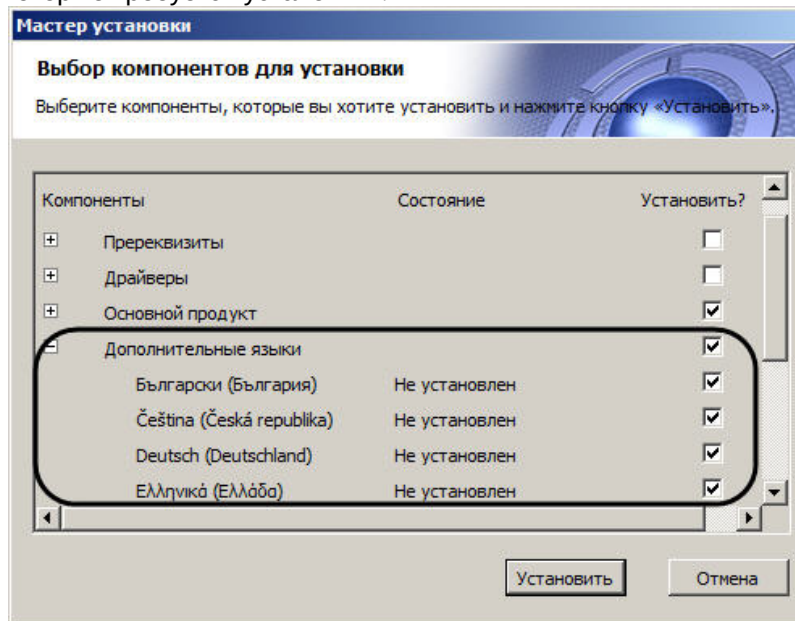 Мастер установки
Выбор компонентов для установки
Выберите компоненты, которые вы хотите установить и нажмите кнопку «Установить».
Компоненты Состояние Установить?
Пререквизиты
Драйверы
Основной продукт
Дополнительные языки
Български (България) Не установлен
Čeština (Česká republika) Не установлен
Deutsch (Deutschland) Не установлен
Ελληνικά (Ελλάδα) Не установлен
Установить Отмена